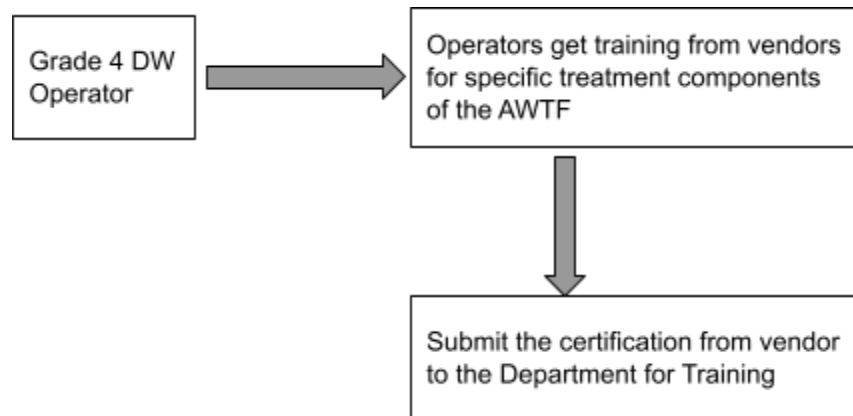 Grade 4 DW
Operator
Operators get training from vendors
for specific treatment components
of the AWTF
Submit the certification from vendor
to the Department for Training